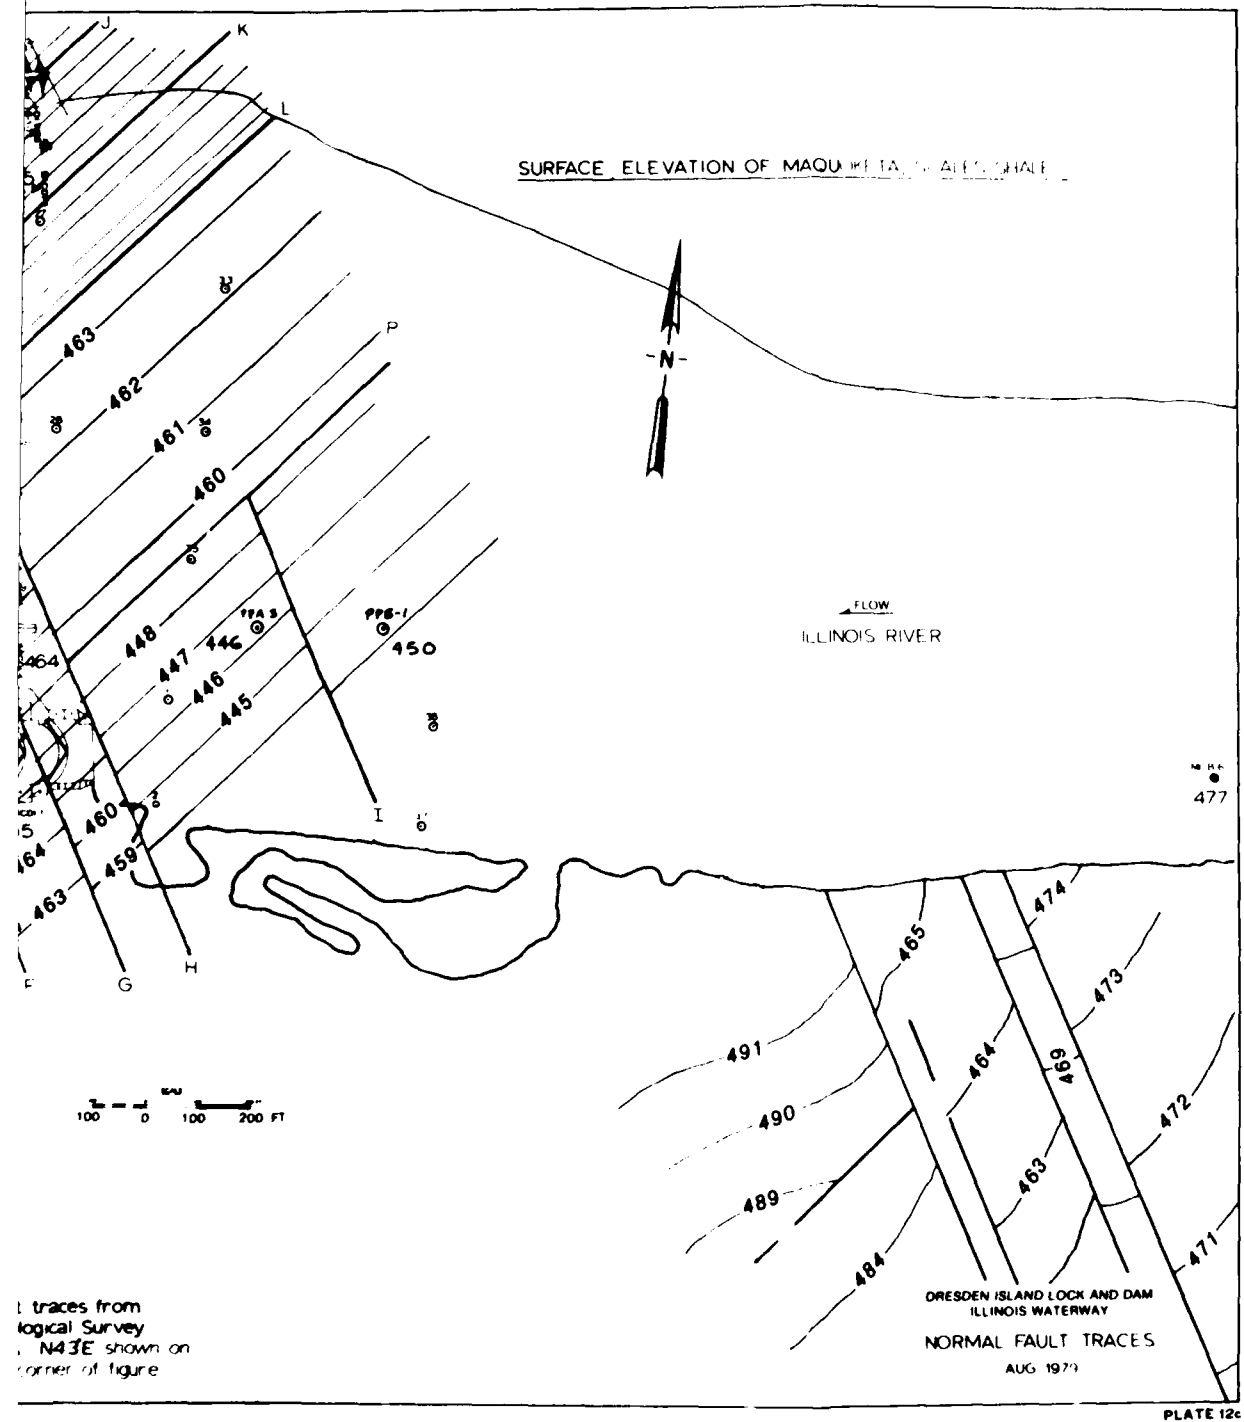 J
K
L
SURFACE ELEVATION OF MAQUOKETA, SCALES SHALE
463
P
N
462
461
460
FLOW
ILLINOIS RIVER
448
446
PPB-1
450
464
447
446
445
477
I
460
459
464
463
F
G
H
474
465
473
491
464
469
490
472
463
489
484
471
100 0 100 200 FT
t traces from
logical Survey
N43E shown on
corner of figure
DRESDEN ISLAND LOCK AND DAM
ILLINOIS WATERWAY
NORMAL FAULT TRACES
AUG 1979
PLATE 12c